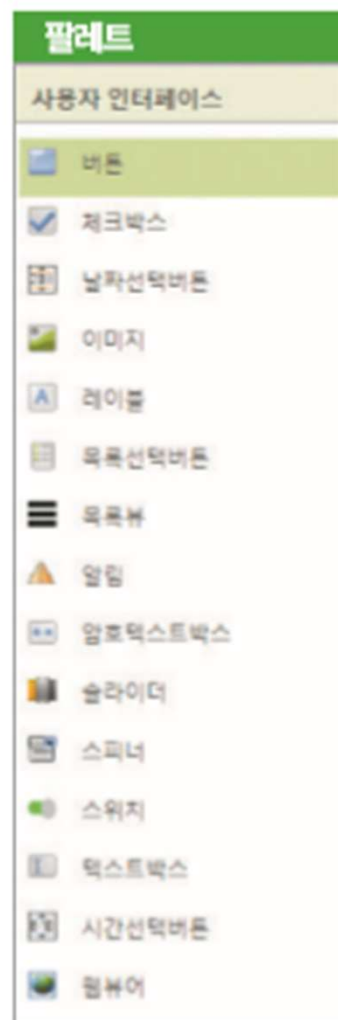 팔레트
사용자 인터페이스
버튼
체크박스
날짜선택버튼
이미지
레이블
목록선택버튼
목록뷰
알림
암호텍스트박스
슬라이더
스피너
스위치
텍스트박스
시간선택버튼
웹뷰어